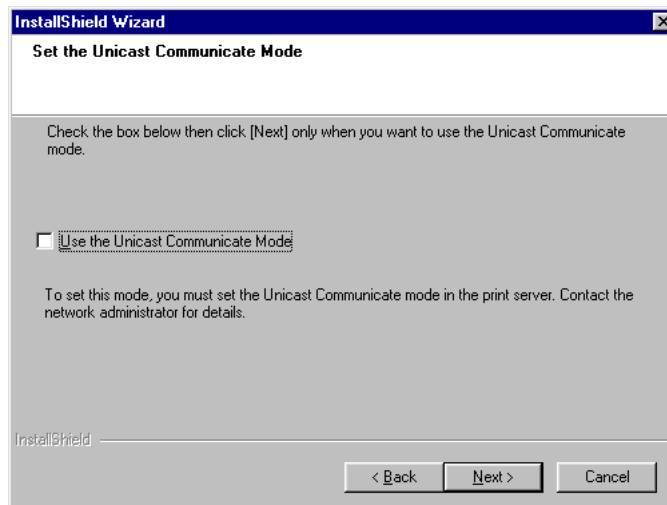 InstallShield Wizard
Set the Unicast Communicate Mode
Check the box below then click [Next] only when you want to use the Unicast Communicate
mode.
Use the Unicast Communicate Mode
To set this mode, you must set the Unicast Communicate mode in the print server. Contact the
network administrator for details.
InstallShield
< Back Next > Cancel